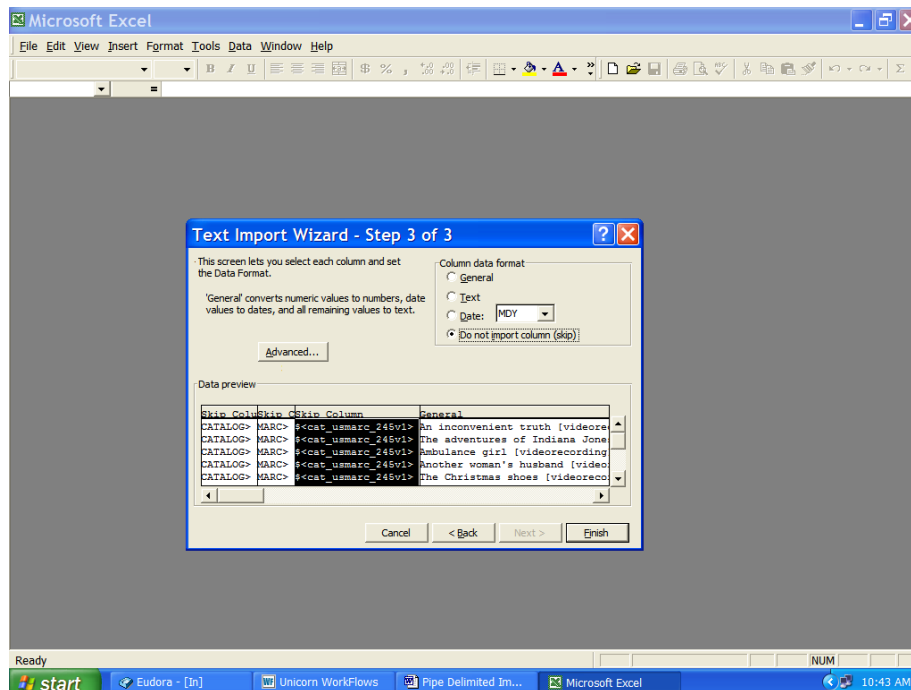 Microsoft Excel
File Edit View Insert Format Tools Data Window Help
B I U $ % , +.0 .00 .00 +.0 A Σ
=
Text Import Wizard - Step 3 of 3
This screen lets you select each column and set
the Data Format.
'General' converts numeric values to numbers, date
values to dates, and all remaining values to text.
Advanced...
Column data format
General
Text
Date: MDY
Do not import column (skip)
Data preview
Skip Colu Skip C Skip Column General
CATALOG> MARC> $<cat_usmarc_245v1> An inconvenient truth [videore
CATALOG> MARC> $<cat_usmarc_245v1> The adventures of Indiana Jone
CATALOG> MARC> $<cat_usmarc_245v1> Ambulance girl [videorecording
CATALOG> MARC> $<cat_usmarc_245v1> Another woman's husband [video
CATALOG> MARC> $<cat_usmarc_245v1> The Christmas shoes [videoreco
Cancel < Back Next > Finish
Ready NUM
start Eudora - [In] Unicorn WorkFlows Pipe Delimited Im... Microsoft Excel 10:43 AM